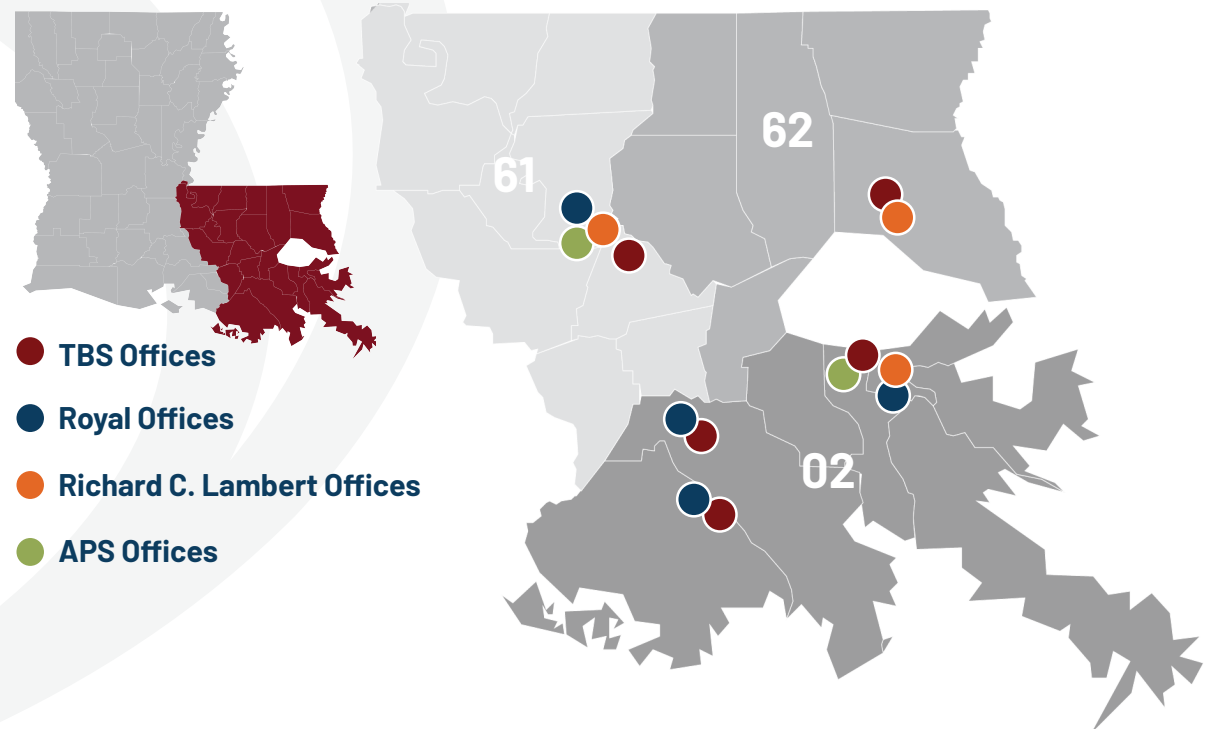 61
62
02
TBS Offices
Royal Offices
Richard C. Lambert Offices
APS Offices